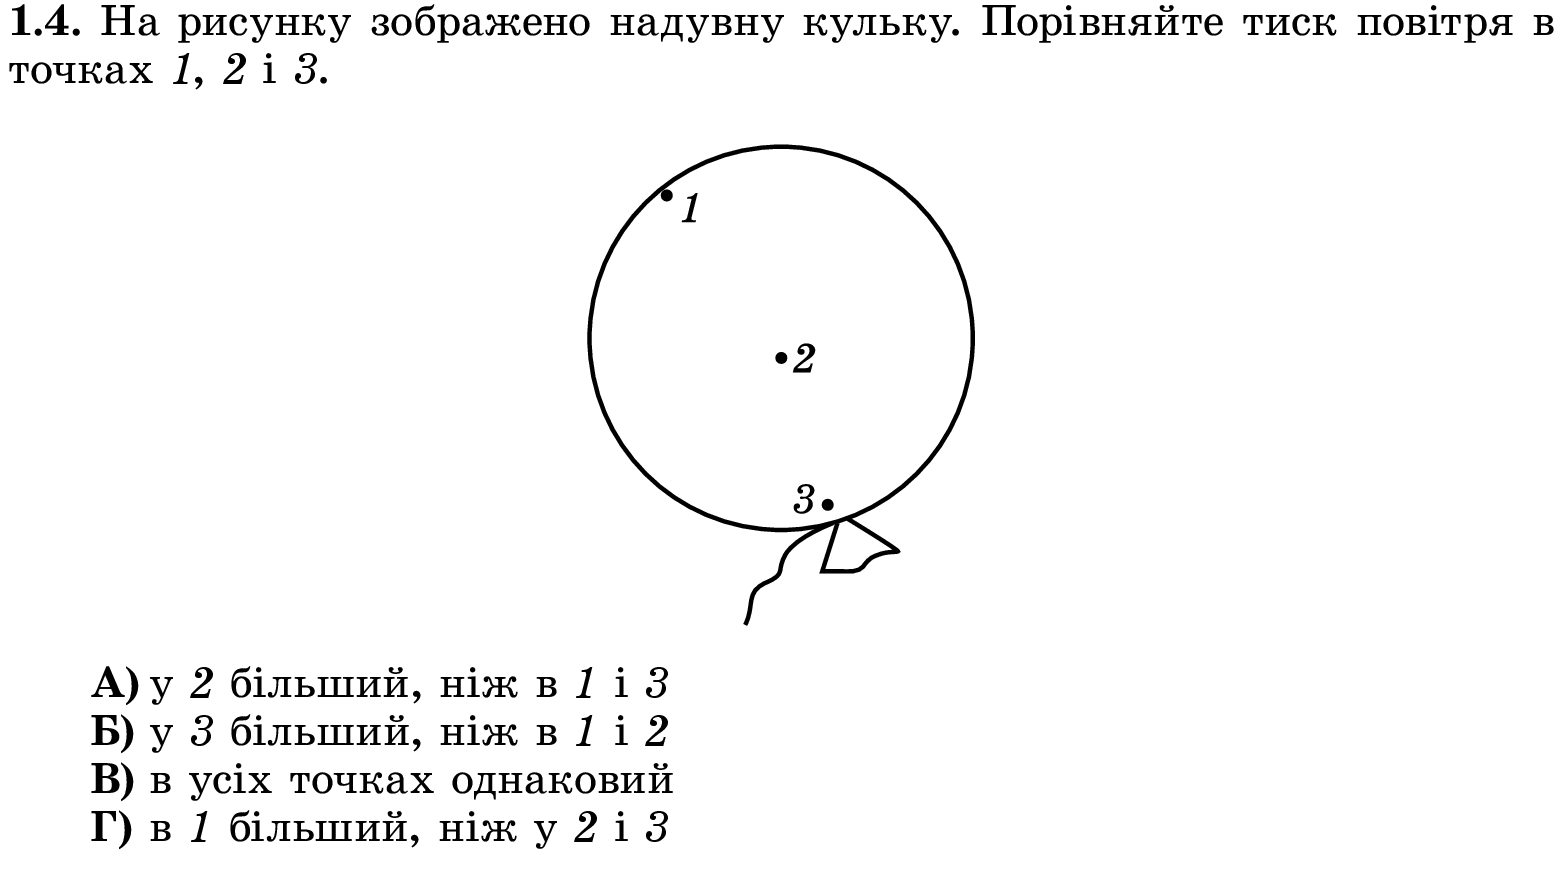 1.4. На рисунку зображено надувну кульку. Порівняйте тиск повітря в
точках 1, 2 і 3.
1
2
3
А) у 2 більший, ніж в 1 і 3
Б) у 3 більший, ніж в 1 і 2
В) в усіх точках однаковий
Г) в 1 більший, ніж у 2 і 3